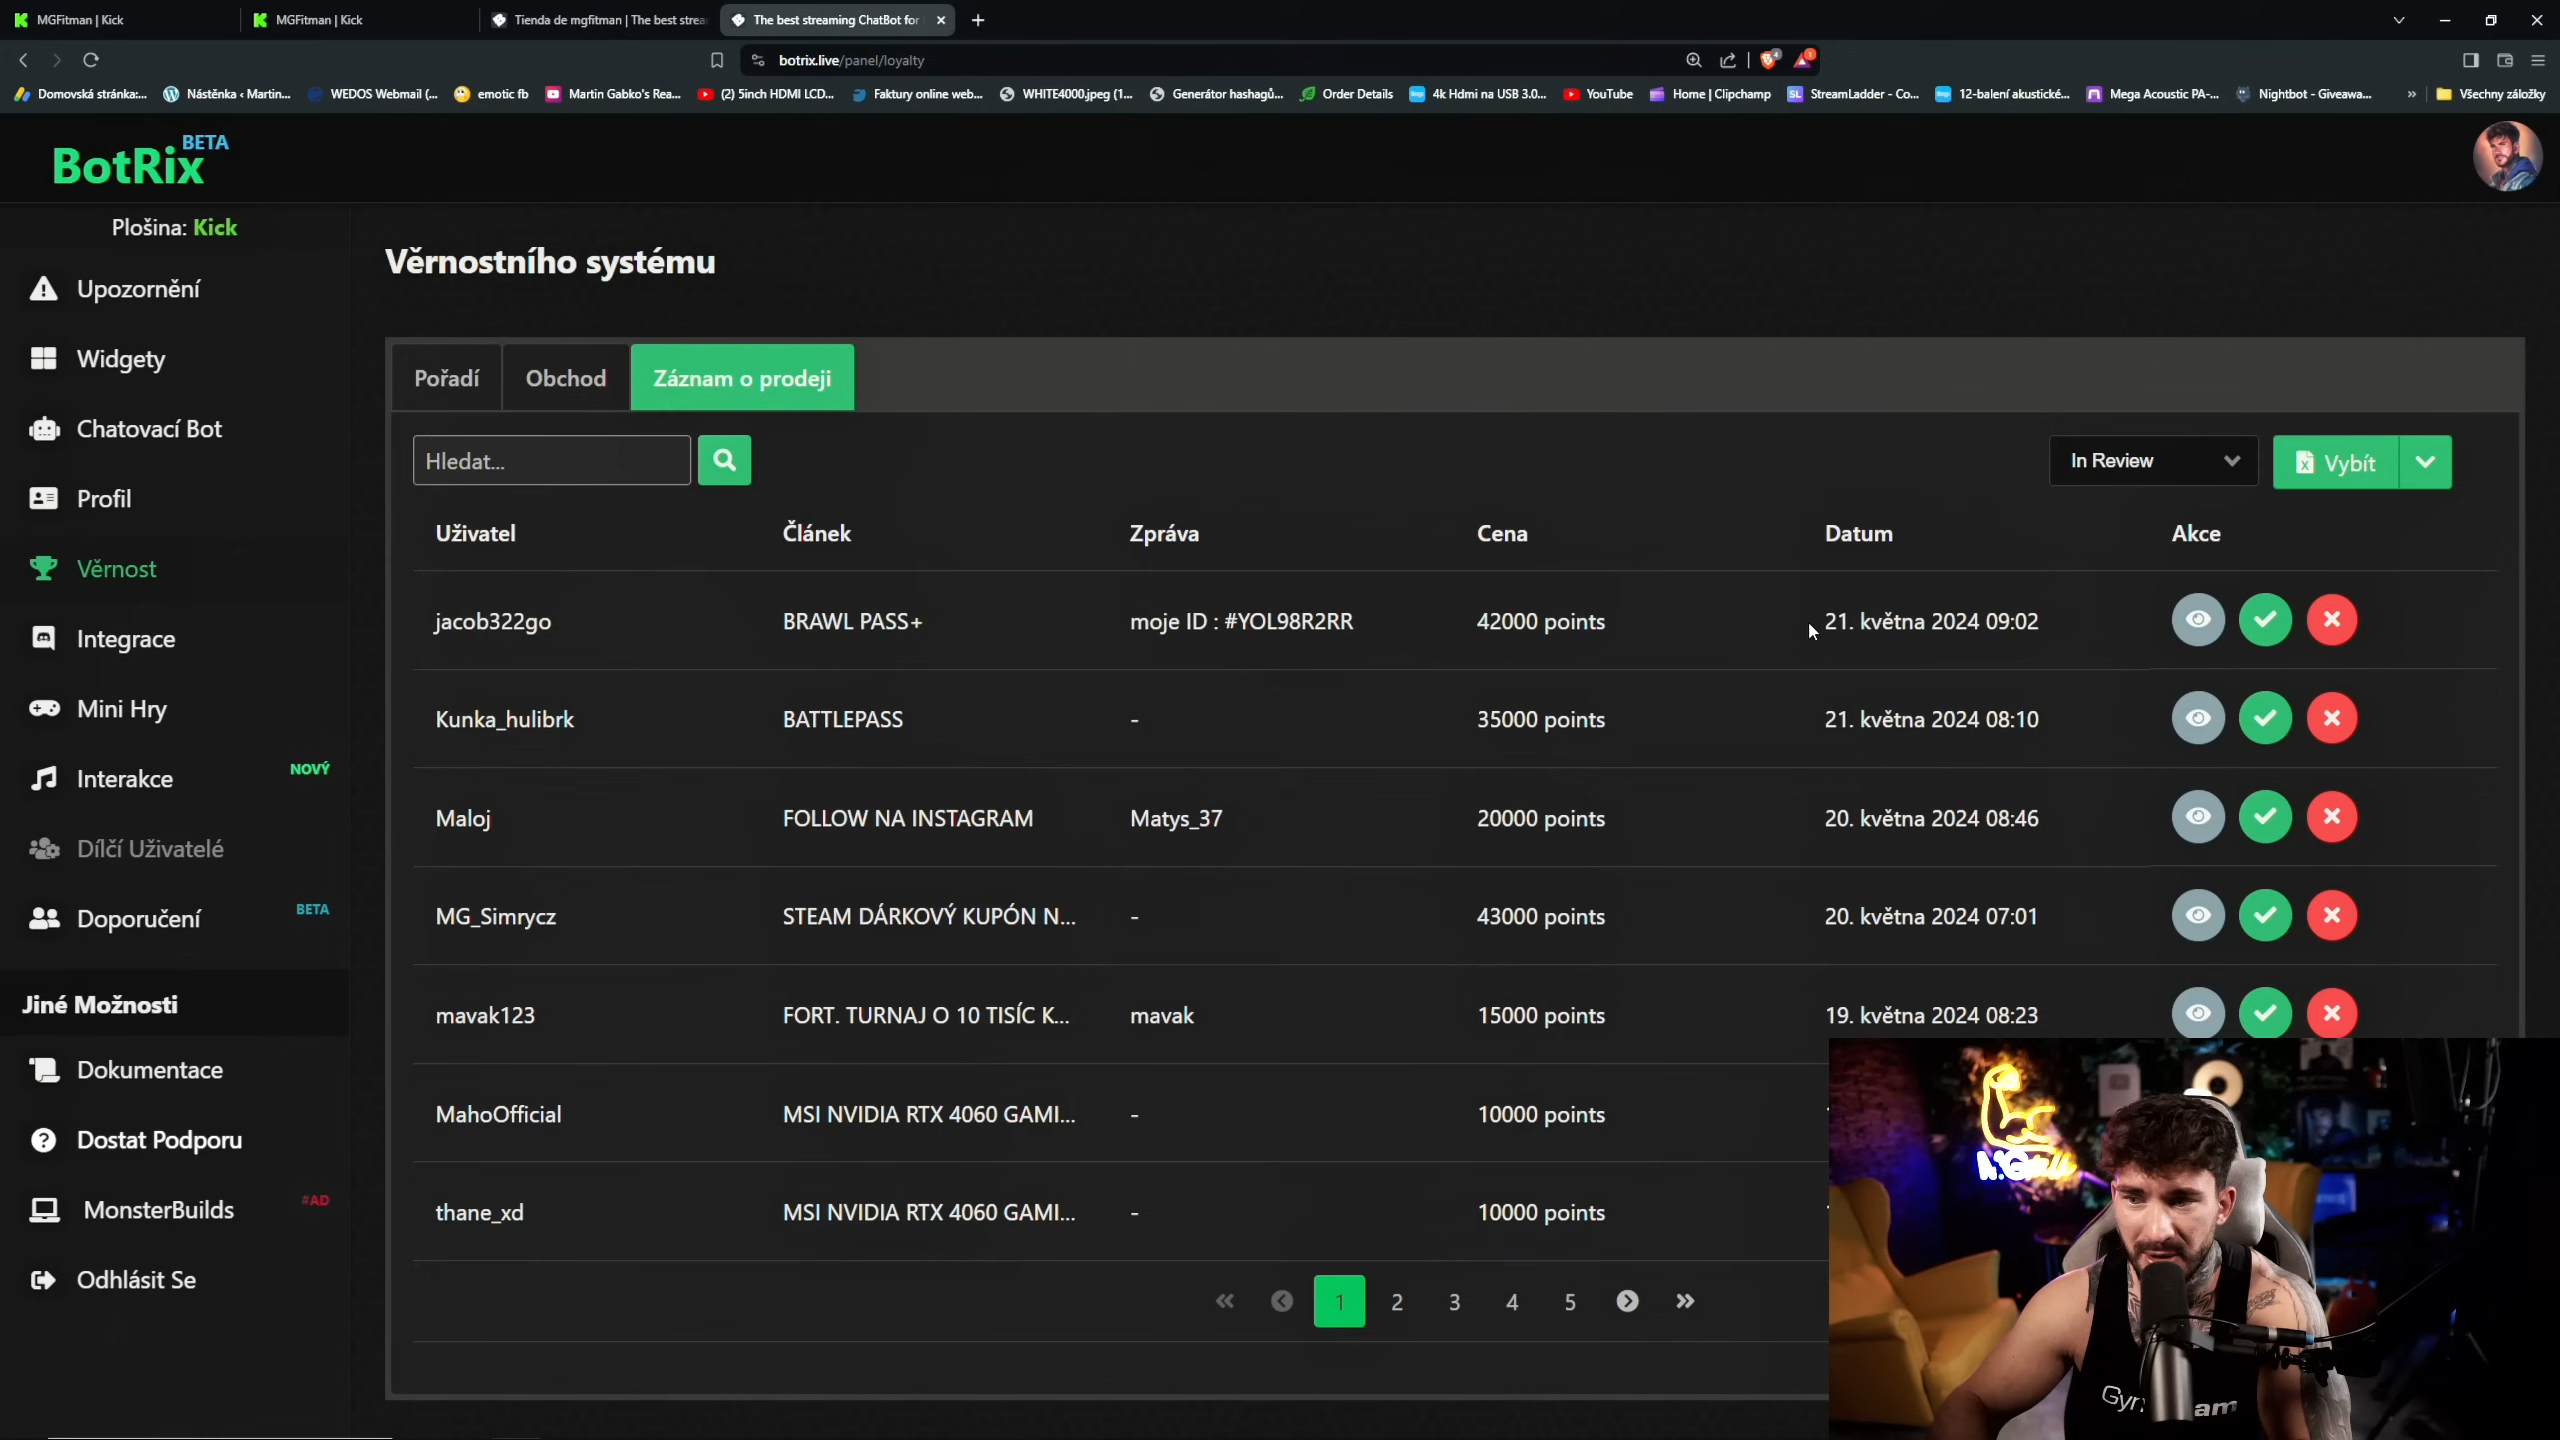 MGFitman | Kick
MGFitman | Kick
Tienda de mgfitman | The best strea
The best streaming ChatBot for
botrix.live/panel/loyalty
Domovská stránka:...
Nástěnka ‹ Martin...
WEDOS Webmail (...
emotic fb
Martin Gabko's Rea...
(2) 5inch HDMI LCD...
Faktury online web...
WHITE4000.jpeg (1...
Generátor hashagů...
Order Details
4k Hdmi na USB 3.0...
YouTube
Home | Clipchamp
StreamLadder - Co...
12-balení akustické...
Mega Acoustic PA-...
Nightbot - Giveawa...
»
Všechny záložky
BotRix BETA
Plošina: Kick
Upozornění
Widgety
Chatovací Bot
Profil
Věrnost
Integrace
Mini Hry
Interakce NOVÝ
Dílčí Uživatelé
Doporučení BETA
Jiné Možnosti
Dokumentace
Dostat Podporu
MonsterBuilds #AD
Odhlásit Se
Věrnostního systému
Pořadí Obchod Záznam o prodeji
Hledat...
In Review
Vybít
Uživatel Článek Zpráva Cena Datum Akce
jacob322go BRAWL PASS+ moje ID : #YOL98R2RR 42000 points 21. května 2024 09:02
Kunka_hulibrk BATTLEPASS - 35000 points 21. května 2024 08:10
Maloj FOLLOW NA INSTAGRAM Matys_37 20000 points 20. května 2024 08:46
MG_Simrycz STEAM DÁRKOVÝ KUPÓN N... - 43000 points 20. května 2024 07:01
mavak123 FORT. TURNAJ O 10 TISÍC K... mavak 15000 points 19. května 2024 08:23
MahoOfficial MSI NVIDIA RTX 4060 GAMI... - 10000 points
thane_xd MSI NVIDIA RTX 4060 GAMI... - 10000 points
« 1 2 3 4 5 »